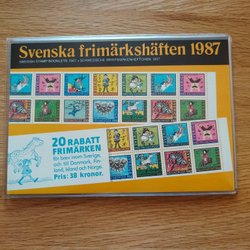 Svenska frimärkshäften 1987
SWEDISH STAMP BOOKLETS 1987 • SCHWEDISCHE BRIEFMARKENHEFTCHEN 1987
20 RABATT
FRIMÄRKEN
för brev inom Sverige,
och till Danmark, Fin-
land, Island och Norge.
Pris: 38 kronor.